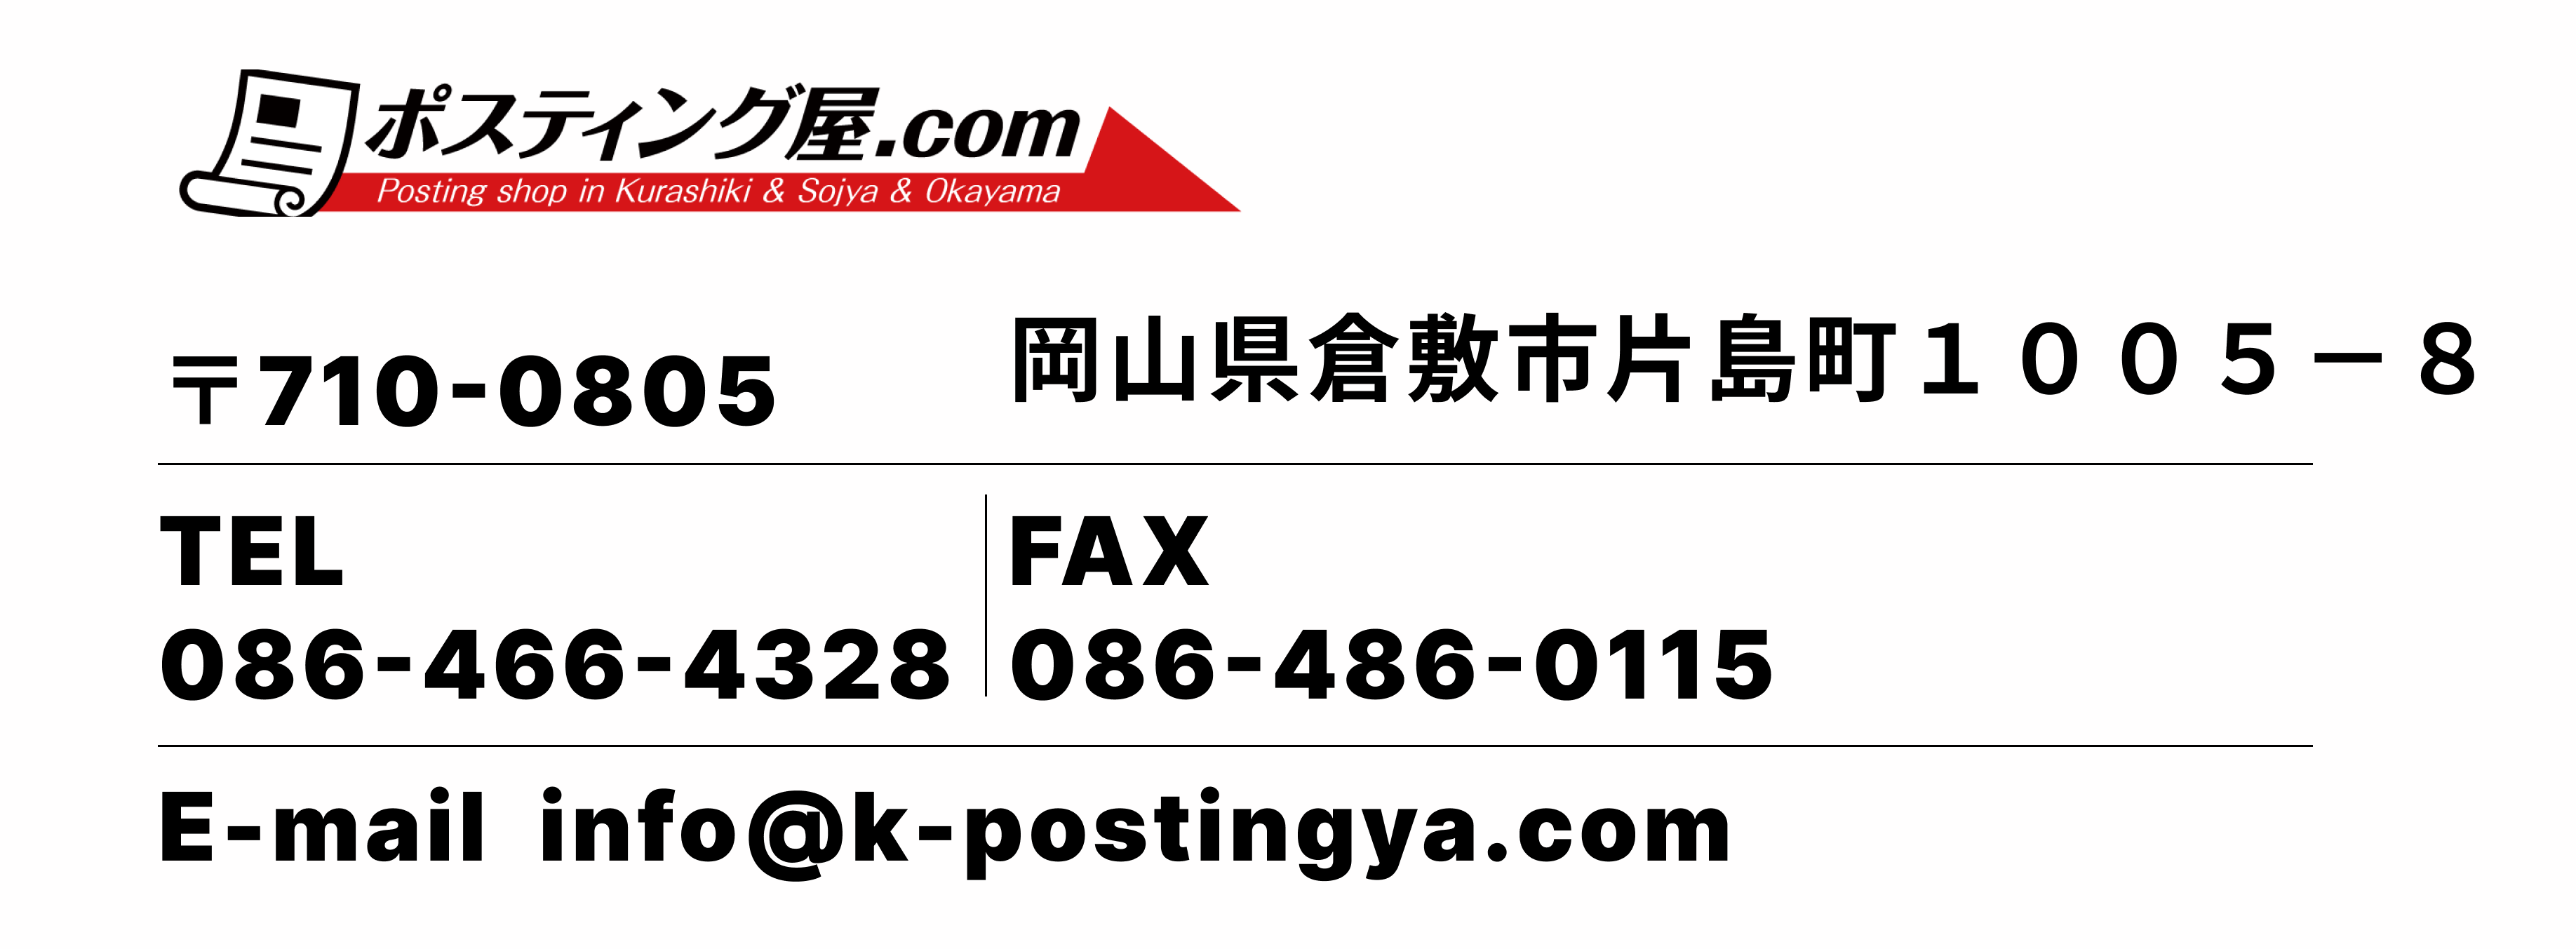 ポスティング屋.com
Posting shop in Kurashiki & Sojya & Okayama
〒710-0805 岡山県倉敷市片島町１００５－８
TEL
086-466-4328
FAX
086-486-0115
E-mail info@k-postingya.com